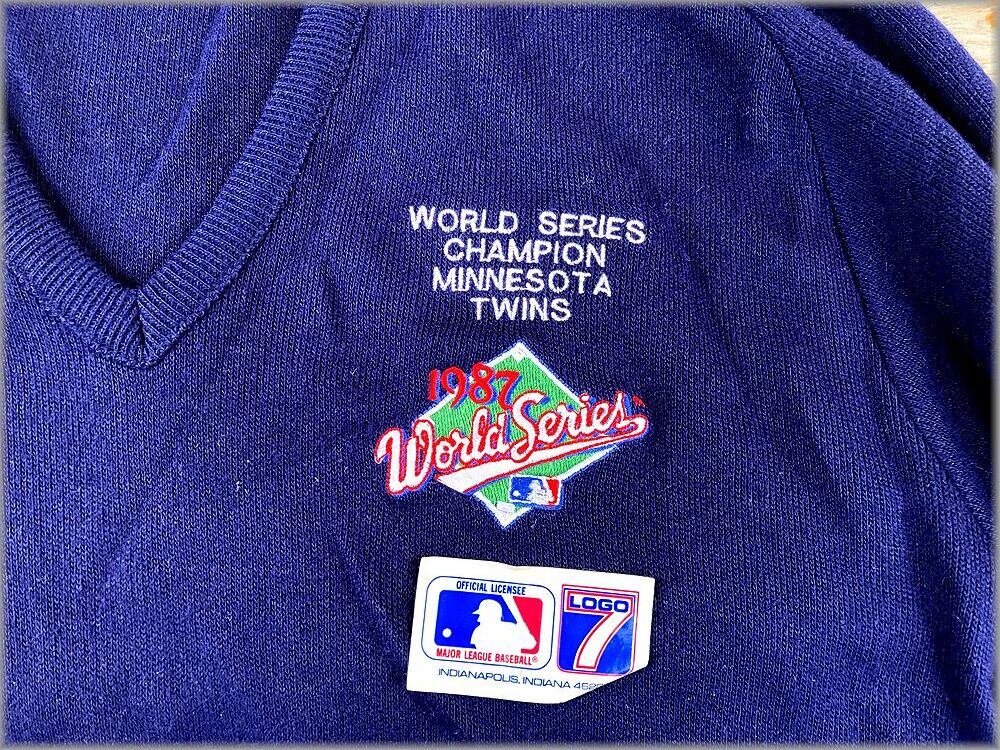 WORLD SERIES
CHAMPION
MINNESOTA
TWINS
1987
World Series
OFFICIAL LICENSEE
MAJOR LEAGUE BASEBALL®
LOGO
7
INDIANAPOLIS, INDIANA